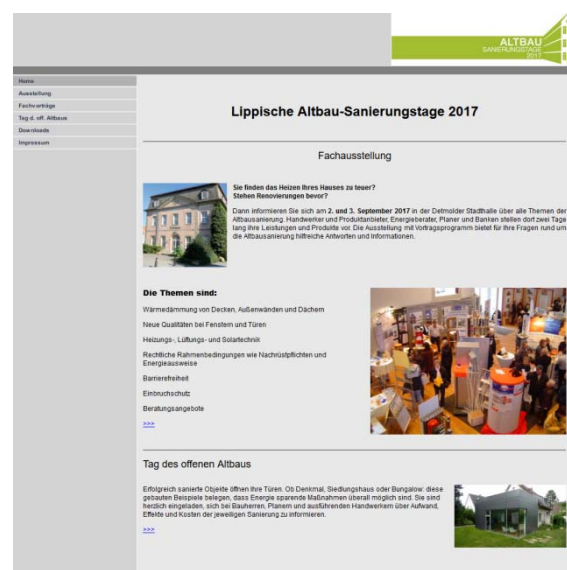 ALTBAU
SANIERUNGSTAGE
2017
Home
Ausstellung
Fachvorträge
Tag d. off. Altbaus
Downloads
Impressum
Lippische Altbau-Sanierungstage 2017
Fachausstellung
Sie finden das Heizen Ihres Hauses zu teuer?
Stehen Renovierungen bevor?
Dann informieren Sie sich am 2. und 3. September 2017 in der Detmolder Stadthalle über alle Themen der
Altbausanierung. Handwerker und Produktanbieter, Energieberater, Planer und Banken stellen dort zwei Tage
lang ihre Leistungen und Produkte vor. Die Ausstellung mit Vortragsprogramm bietet für Ihre Fragen rund um
die Altbausanierung hilfreiche Antworten und Informationen.
Die Themen sind:
Wärmedämmung von Decken, Außenwänden und Dächern
Neue Qualitäten bei Fenstern und Türen
Heizungs-, Lüftungs- und Solartechnik
Rechtliche Rahmenbedingungen wie Nachrüstpflichten und
Energieausweise
Barrierefreiheit
Einbruchschutz
Beratungsangebote
>>>
Tag des offenen Altbaus
Erfolgreich sanierte Objekte öffnen Ihre Türen. Ob Denkmal, Siedlungshaus oder Bungalow: diese
gebauten Beispiele belegen, dass Energie sparende Maßnahmen überall möglich sind. Sie sind
herzlich eingeladen, sich bei Bauherren, Planern und ausführenden Handwerkern über Aufwand,
Effekte und Kosten der jeweiligen Sanierung zu informieren.
>>>